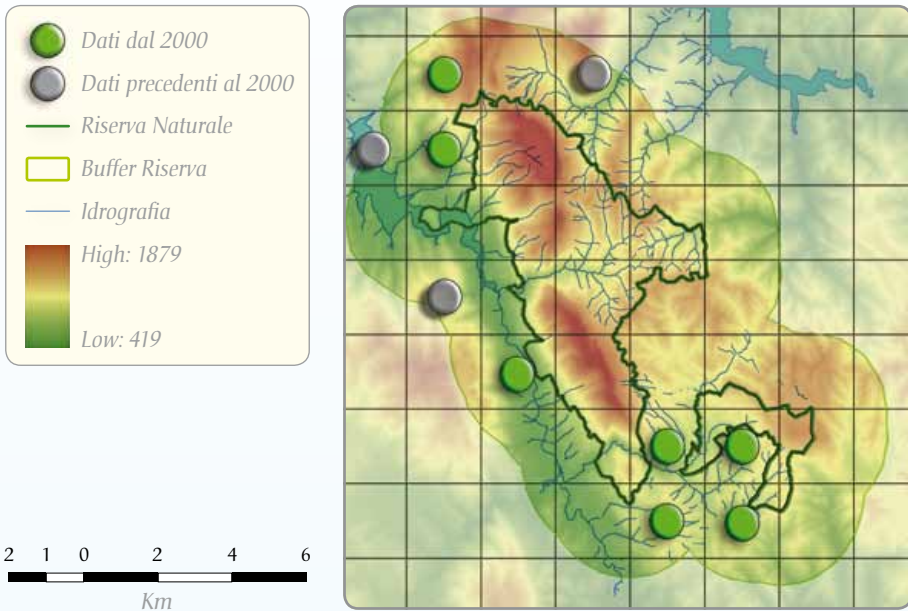 Dati dal 2000
Dati precedenti al 2000
Riserva Naturale
Buffer Riserva
Idrografia
High: 1879
Low: 419
2 1 0 2 4 6
Km